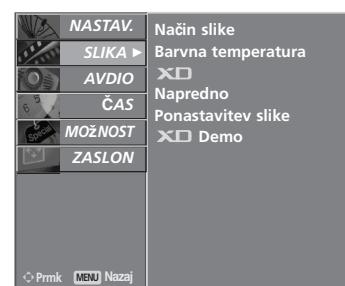 NASTAV.
SLIKA ►
AVDIO
ČAS
MOŽNOST
ZASLON
Način slike
Barvna temperatura
XD
Napredno
Ponastavitev slike
XD Demo
Special
Prmk MENU Nazaj